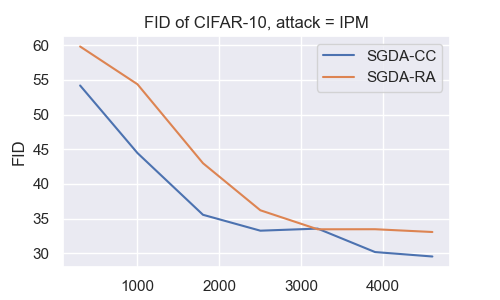 FID of CIFAR-10, attack = IPM
SGDA-CC
SGDA-RA
FID
60
55
50
45
40
35
30
1000
2000
3000
4000